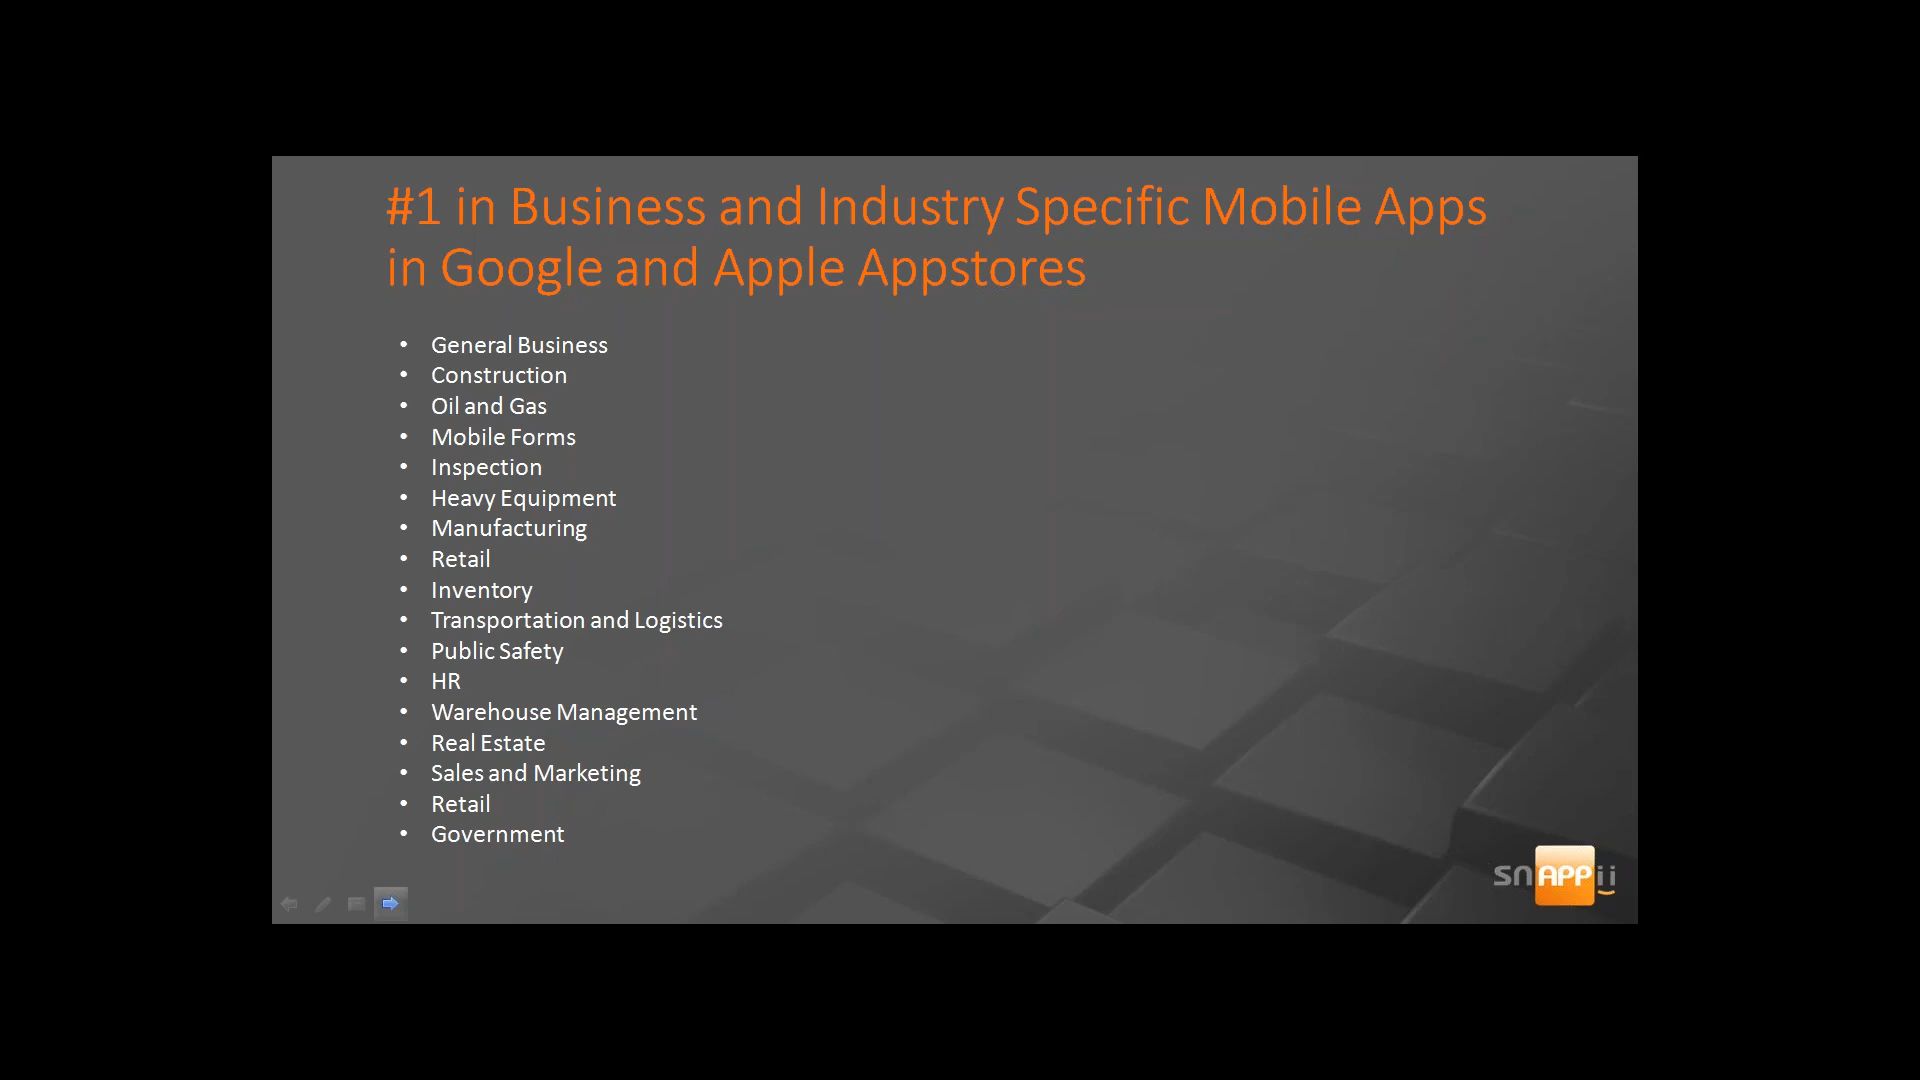 #1 in Business and Industry Specific Mobile Apps
in Google and Apple Appstores
• General Business
• Construction
• Oil and Gas
• Mobile Forms
• Inspection
• Heavy Equipment
• Manufacturing
• Retail
• Inventory
• Transportation and Logistics
• Public Safety
• HR
• Warehouse Management
• Real Estate
• Sales and Marketing
• Retail
• Government
snAPPii